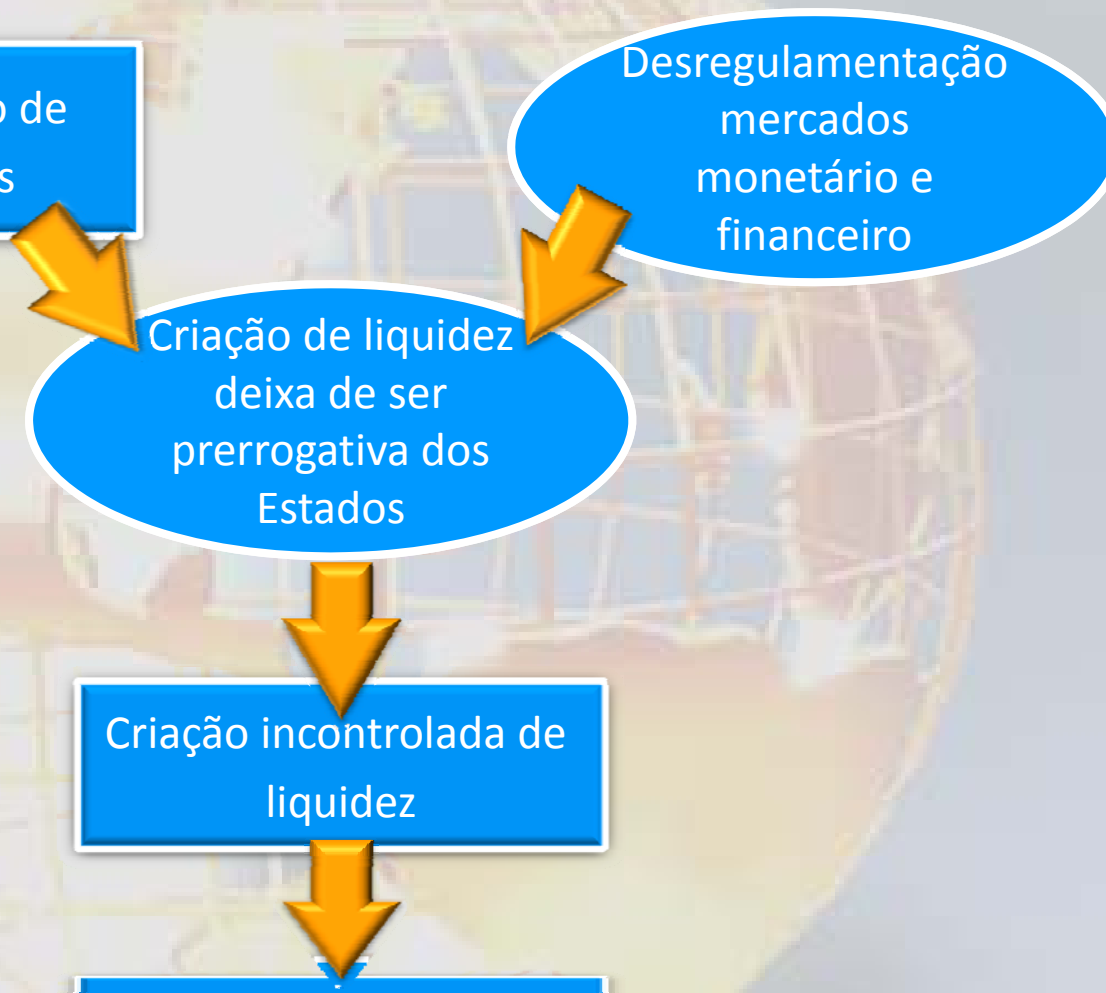 de
Desregulamentação
mercados
monetário e
financeiro
Criação de liquidez
deixa de ser
prerrogativa dos
Estados
Criação incontrolada de
liquidez